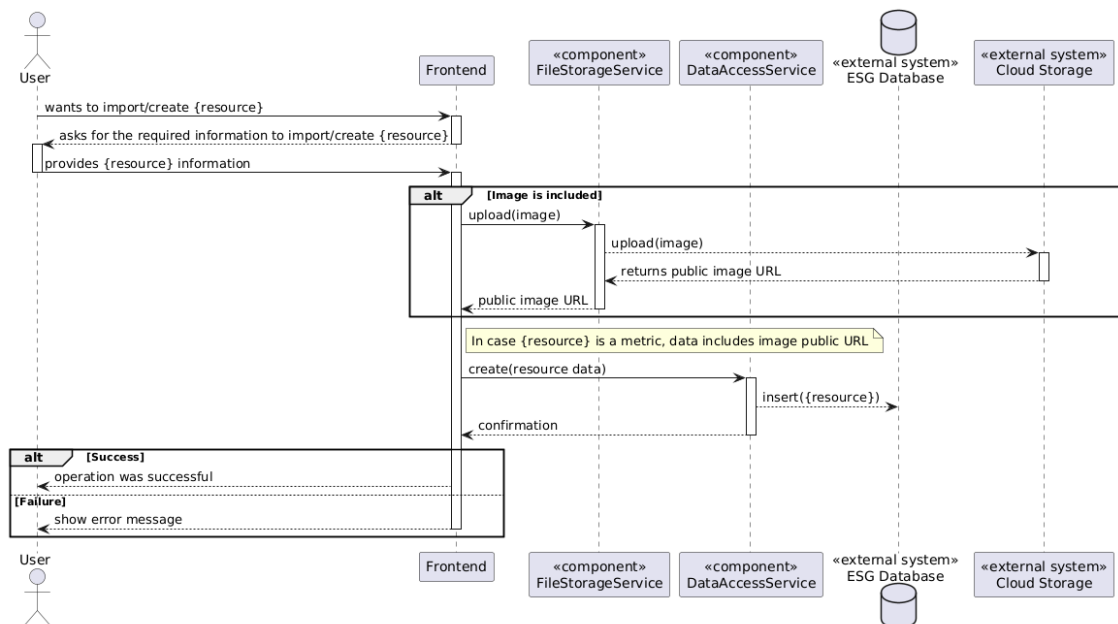 User
Frontend
«component»
FileStorageService
«component»
DataAccessService
«external system»
ESG Database
«external system»
Cloud Storage
wants to import/create {resource}
asks for the required information to import/create {resource}
provides {resource} information
alt [Image is included]
upload(image)
upload(image)
returns public image URL
public image URL
In case {resource} is a metric, data includes image public URL
create(resource data)
insert({resource})
confirmation
alt [Success]
operation was successful
[Failure]
show error message
User
Frontend
«component»
FileStorageService
«component»
DataAccessService
«external system»
ESG Database
«external system»
Cloud Storage